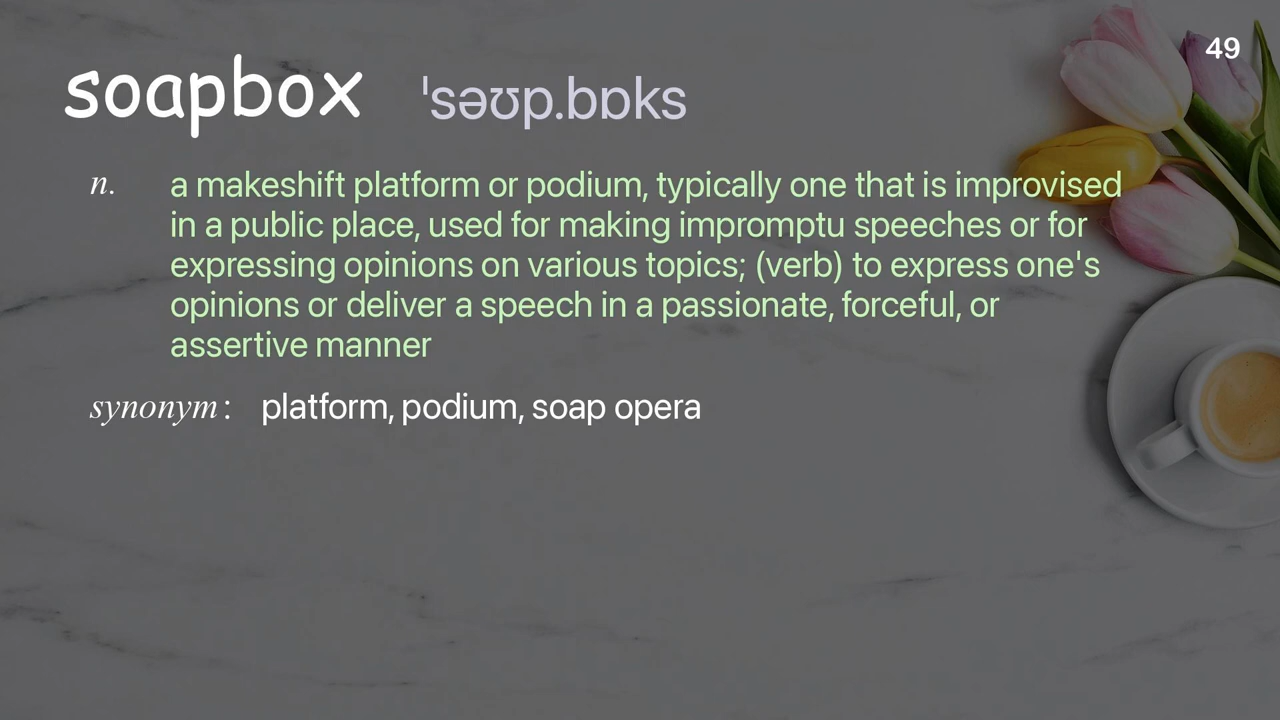 49
soapbox ˈsəʊp.bɒks
n. a makeshift platform or podium, typically one that is improvised
in a public place, used for making impromptu speeches or for
expressing opinions on various topics; (verb) to express one's
opinions or deliver a speech in a passionate, forceful, or
assertive manner
synonym : platform, podium, soap opera